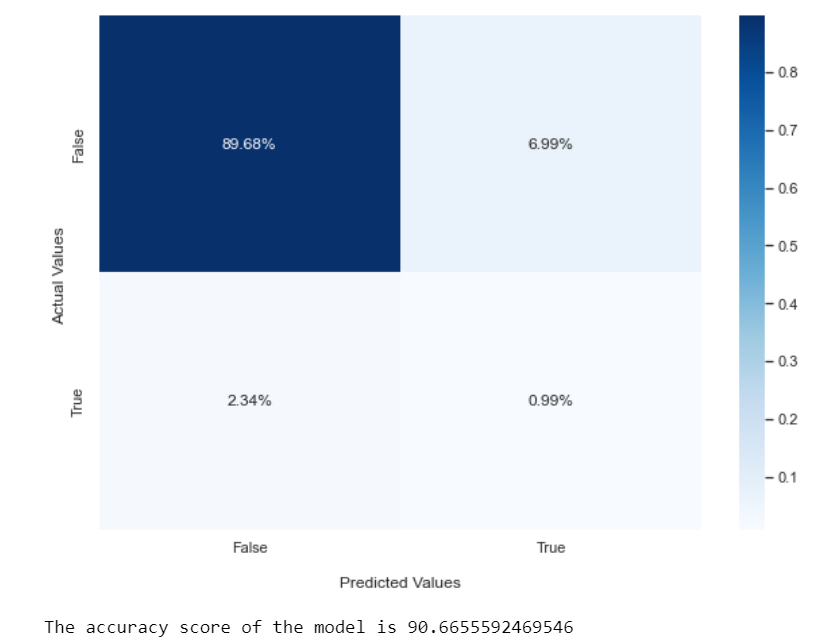 0.8
0.7
0.6
0.5
0.4
0.3
0.2
0.1
False
True
Actual Values
89.68%
6.99%
2.34%
0.99%
False
True
Predicted Values
The accuracy score of the model is 90.6655592469546